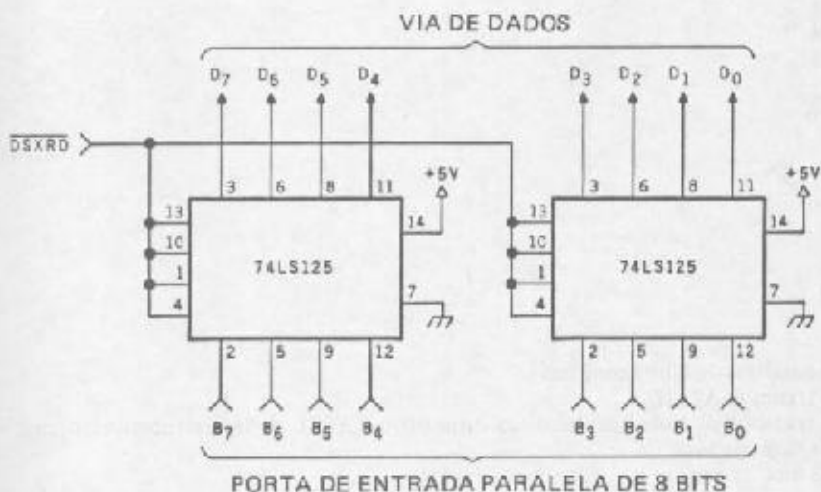 VIA DE DADOS
D7 D6 D5 D4 D3 D2 D1 D0
DSXRD
+5V +5V
3 6 8 11 3 6 8 11
13 14 13 14
10 10
74LS125 74LS125
1 1
7 7
4 4
2 5 9 12 2 5 9 12
B7 B6 B5 B4 B3 B2 B1 B0
PORTA DE ENTRADA PARALELA DE 8 BITS